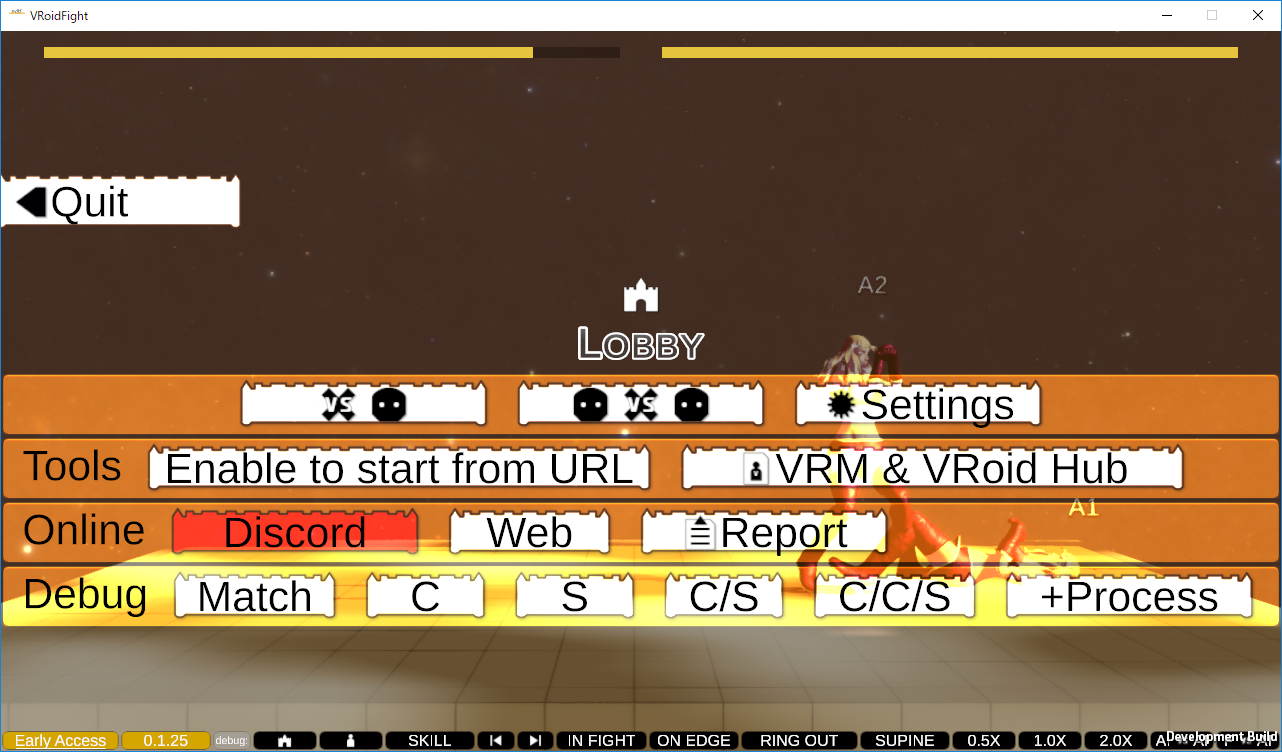 VRoidFight
Quit
A2
LOBBY
VS VS Settings
Tools Enable to start from URL VRM & VRoid Hub
A1
Online Discord Web Report
Debug Match C S C/S C/C/S +Process
Early Access 0.1.25 debug: SKILL IN FIGHT ON EDGE RING OUT SUPINE 0.5X 1.0X 2.0X
Development Build